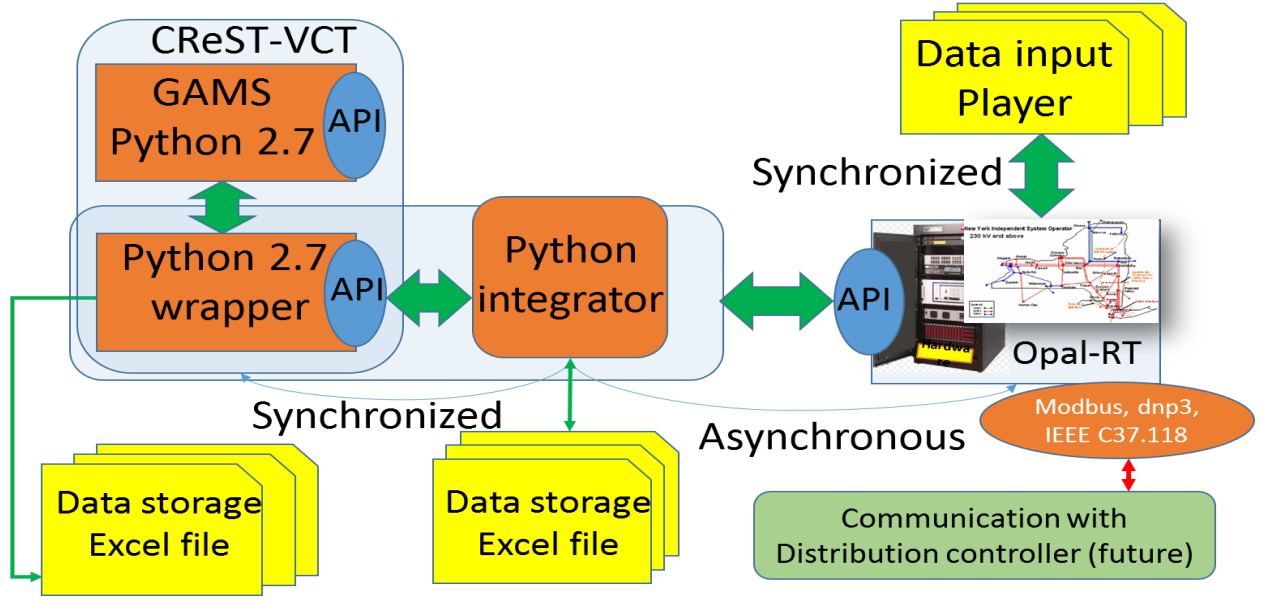 CReST-VCT
GAMS
Python 2.7
API
Python 2.7
wrapper
API
Python
integrator
Data input
Player
Synchronized
API
New York Independent System Operator
230 kV and above
Hardwa
re
Opal-RT
Synchronized
Asynchronous
Modbus, dnp3,
IEEE C37.118
Data storage
Excel file
Data storage
Excel file
Communication with
Distribution controller (future)